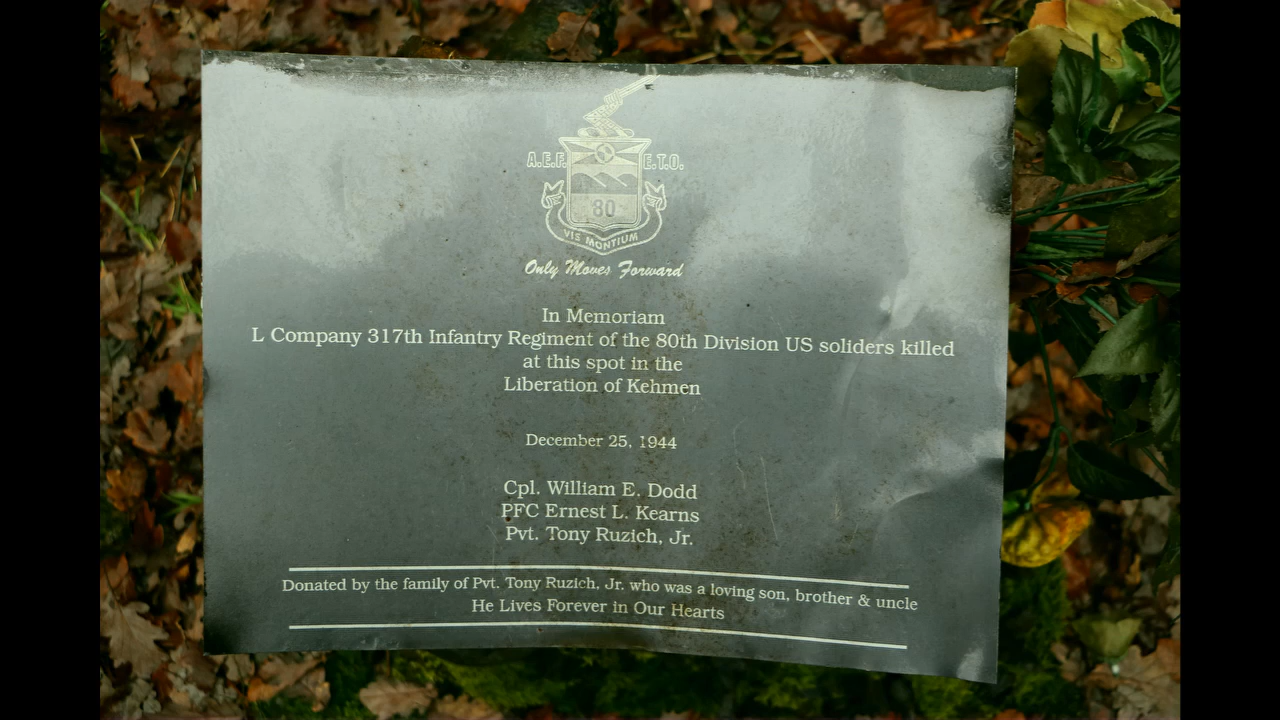 A.E.F. E.T.O.
80
VIS MONTIUM
Only Moves Forward
In Memoriam
L Company 317th Infantry Regiment of the 80th Division US soliders killed
at this spot in the
Liberation of Kehmen
December 25, 1944
Cpl. William E. Dodd
PFC Ernest L. Kearns
Pvt. Tony Ruzich, Jr.
Donated by the family of Pvt. Tony Ruzich, Jr. who was a loving son, brother & uncle
He Lives Forever in Our Hearts